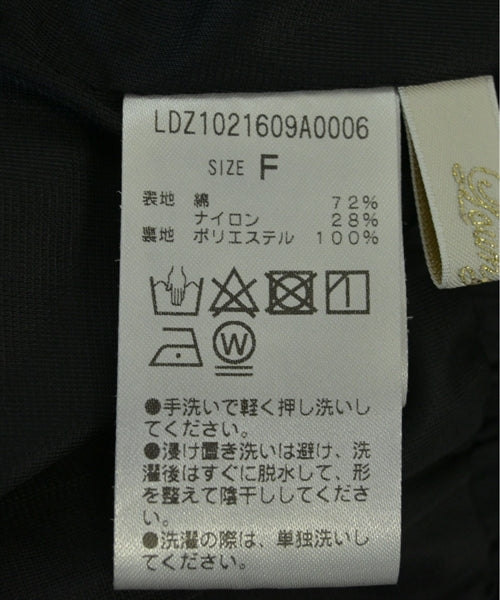 LDZ1021609A0006
SIZE F
表地 綿 72%
ナイロン 28%
裏地 ポリエステル 100%
W
●手洗いで軽く押し洗いし
てください。
●浸け置き洗いは避け、洗
濯後はすぐに脱水して、形
を整えて陰干ししてくださ
い。
●洗濯の際は、単独洗いし
てください。